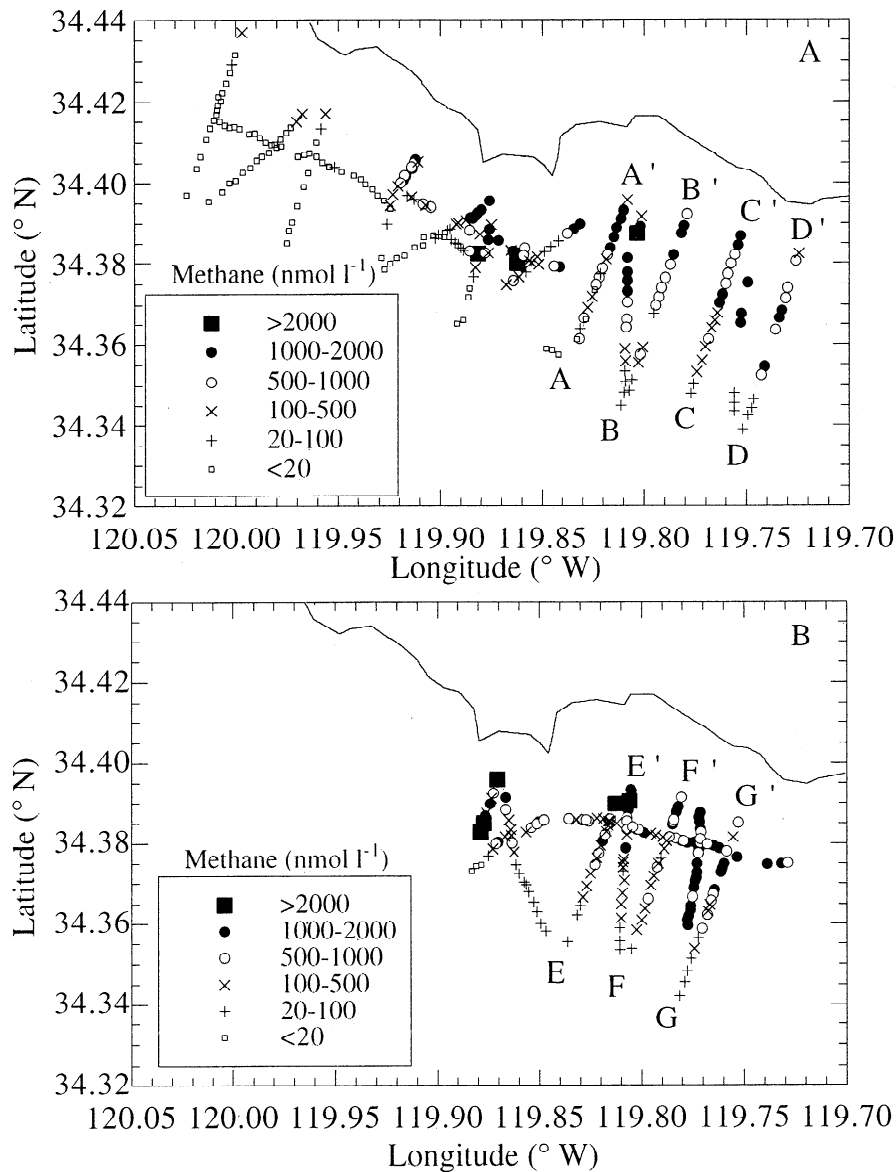 34.44
A
34.42
34.40
A '
B '
C '
D '
34.38
Methane (nmol l-1)
>2000
1000-2000
500-1000
100-500
20-100
<20
34.36
A
B
C
D
34.34
34.32
120.05 120.00 119.95 119.90 119.85 119.80 119.75 119.70
Latitude (° N)
Longitude (° W)
34.44
B
34.42
34.40
E '
F '
G '
34.38
Methane (nmol l-1)
>2000
1000-2000
500-1000
100-500
20-100
<20
34.36
E
F
G
34.34
34.32
120.05 120.00 119.95 119.90 119.85 119.80 119.75 119.70
Latitude (° N)
Longitude (° W)